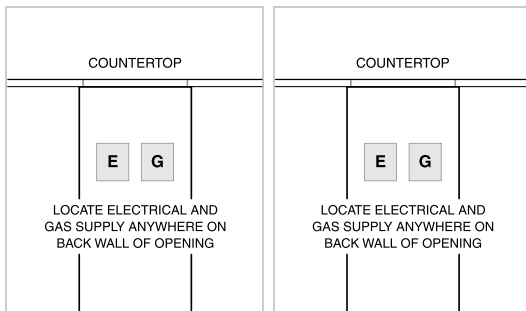 COUNTERTOP
E G
LOCATE ELECTRICAL AND
GAS SUPPLY ANYWHERE ON
BACK WALL OF OPENING
COUNTERTOP
E G
LOCATE ELECTRICAL AND
GAS SUPPLY ANYWHERE ON
BACK WALL OF OPENING